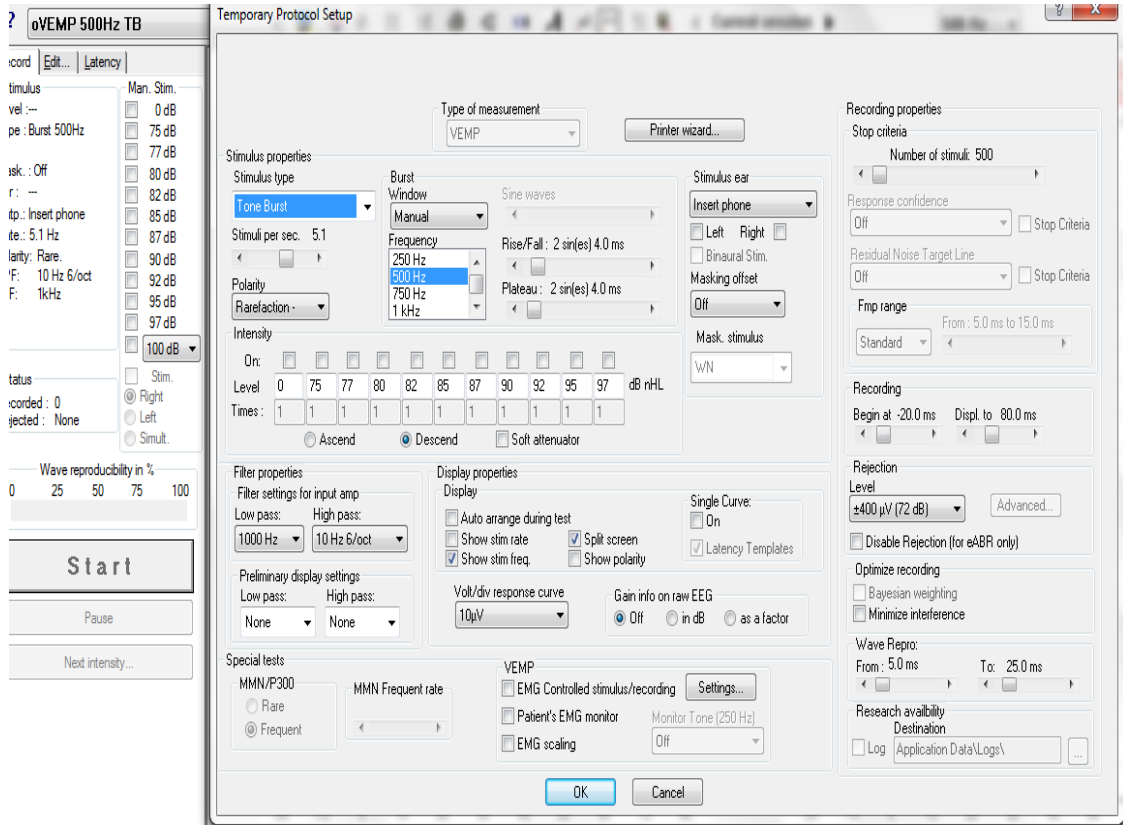 ?
oVEMP 500Hz TB
ecord
Edit...
Latency
timulus
vel :---
pe : Burst 500Hz
ask. : Off
r : ---
utp.: Insert phone
ate.: 5.1 Hz
larity: Rare.
PF: 10 Hz 6/oct
F: 1kHz
Man. Stim.
0 dB
75 dB
77 dB
80 dB
82 dB
85 dB
87 dB
90 dB
92 dB
95 dB
97 dB
100 dB
Stim.
Right
Left
Simult.
tatus
ecorded : 0
ejected : None
Wave reproducibility in %
0 25 50 75 100
Start
Pause
Next intensity...
Temporary Protocol Setup
Current session
? X
Type of measurement
VEMP
Printer wizard...
Stimulus properties
Stimulus type
Tone Burst
Stimuli per sec. 5.1
Polarity
Rarefaction -
Burst
Window
Manual
Frequency
250 Hz
500 Hz
750 Hz
1 kHz
Sine waves
Rise/Fall : 2 sin(es) 4.0 ms
Plateau : 2 sin(es) 4.0 ms
Stimulus ear
Insert phone
Left Right
Binaural Stim.
Masking offset
Off
Mask. stimulus
WN
Intensity
On:
Level 0 75 77 80 82 85 87 90 92 95 97 dB nHL
Times : 1 1 1 1 1 1 1 1 1 1 1
Ascend Descend Soft attenuator
Filter properties
Filter settings for input amp
Low pass: High pass:
1000 Hz 10 Hz 6/oct
Preliminary display settings
Low pass: High pass:
None None
Display properties
Display
Auto arrange during test
Show stim rate Split screen
Show stim freq. Show polarity
Single Curve:
On
Latency Templates
Volt/div response curve
10µV
Gain info on raw EEG
Off in dB as a factor
Special tests
MMN/P300
Rare
Frequent
MMN Frequent rate
VEMP
EMG Controlled stimulus/recording Settings...
Patient's EMG monitor Monitor Tone (250 Hz)
EMG scaling Off
Recording properties
Stop criteria
Number of stimuli: 500
Response confidence
Off Stop Criteria
Residual Noise Target Line
Off Stop Criteria
Fmp range
From : 5.0 ms to 15.0 ms
Standard
Recording
Begin at -20.0 ms Displ. to 80.0 ms
Rejection
Level
±400 µV (72 dB) Advanced...
Disable Rejection (for eABR only)
Optimize recording
Bayesian weighting
Minimize interference
Wave Repro:
From : 5.0 ms To: 25.0 ms
Research availbility
Destination
Log Application Data\Logs\ ...
OK Cancel